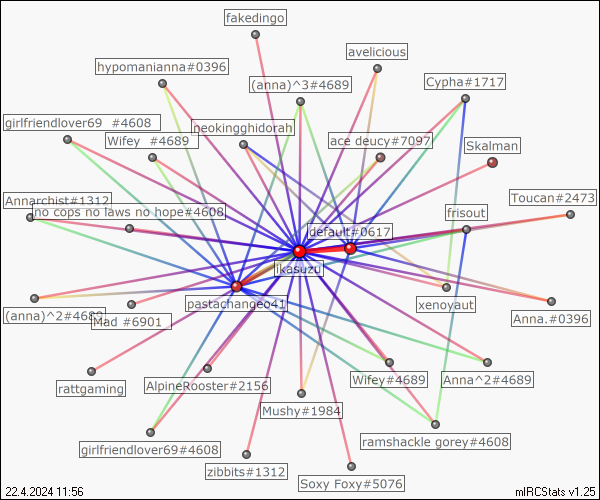 fakedingo
avelicious
hypomanianna#0396
(anna)^3#4689
Cypha#1717
girlfriendlover69 #4608
Wifey #4689
neokingghidorah
ace deucy#7097
Skalman
Annarchist#1312
no cops no laws no hope#4608
default#0617
frisout
Toucan#2473
ikasuzu
pastachangeo41
xenoyaut
(anna)^2#4689
Mad #6901
Anna.#0396
rattgaming
AlpineRooster#2156
Wifey#4689
Anna^2#4689
Mushy#1984
ramshackle gorey#4608
girlfriendlover69#4608
zibbits#1312
Soxy Foxy#5076
22.4.2024 11:56
mIRCStats v1.25